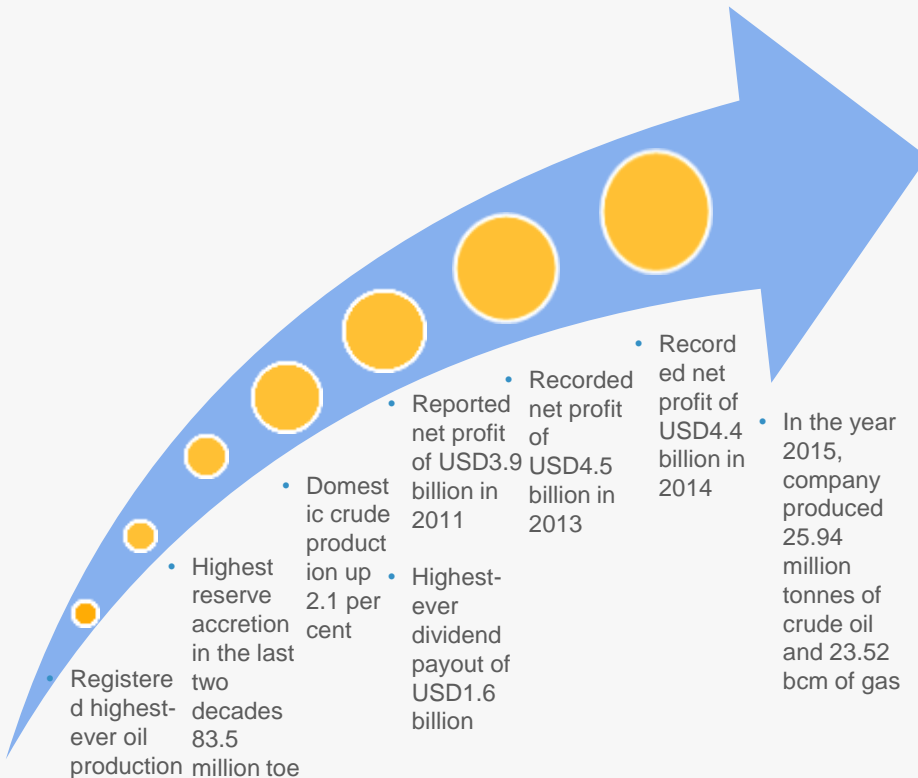 Registere
d highest-
ever oil
production
Highest
reserve
accretion
in the last
two
decades
83.5
million toe
Domest
ic crude
product
ion up
2.1 per
cent
Reported
net profit
of USD3.9
billion in
2011
Highest-
ever
dividend
payout of
USD1.6
billion
Recorded
net profit
of
USD4.5
billion in
2013
Record
ed net
profit of
USD4.4
billion in
2014
In the year
2015,
company
produced
25.94
million
tonnes of
crude oil
and 23.52
bcm of gas